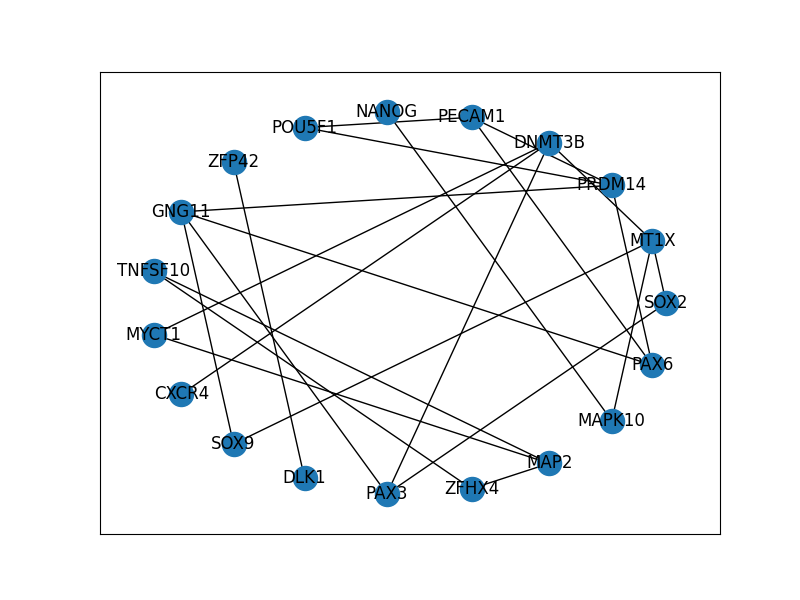 NANOG
PECAM1
POU5F1
DNMT3B
ZFP42
PRDM14
GNG11
MT1X
TNFSF10
SOX2
MYCT1
PAX6
CXCR4
MAPK10
SOX9
MAP2
DLK1
ZFHX4
PAX3